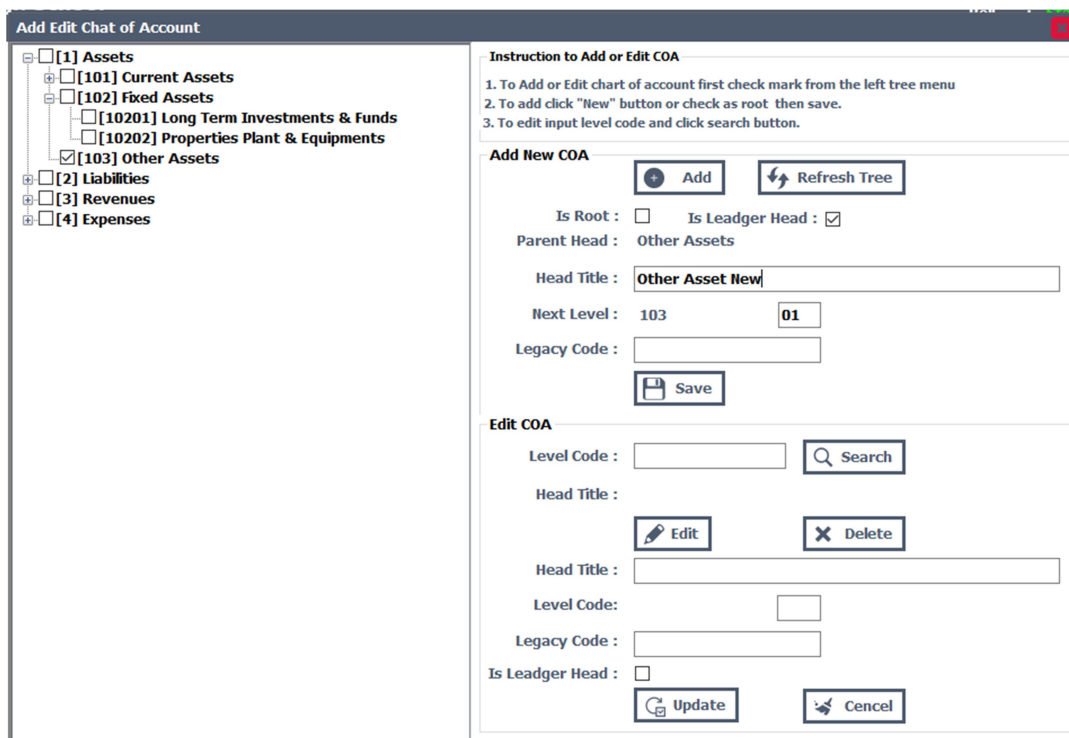 Add Edit Chat of Account
[1] Assets
[101] Current Assets
[102] Fixed Assets
[10201] Long Term Investments & Funds
[10202] Properties Plant & Equipments
[103] Other Assets
[2] Liabilities
[3] Revenues
[4] Expenses
Instruction to Add or Edit COA
1. To Add or Edit chart of account first check mark from the left tree menu
2. To add click "New" button or check as root then save.
3. To edit input level code and click search button.
Add New COA
Add Refresh Tree
Is Root : Is Leadger Head :
Parent Head : Other Assets
Head Title : Other Asset New
Next Level : 103 01
Legacy Code :
Save
Edit COA
Level Code : Search
Head Title :
Edit Delete
Head Title :
Level Code:
Legacy Code :
Is Leadger Head :
Update Cencel